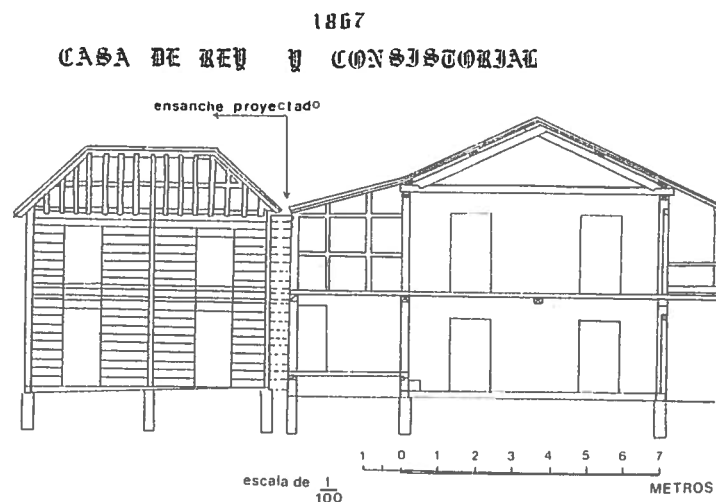 1867
CASA DE REY Y CONSISTORIAL
ensanche proyectado
1 0 1 2 3 4 5 6 7
escala de 1/100
METROS